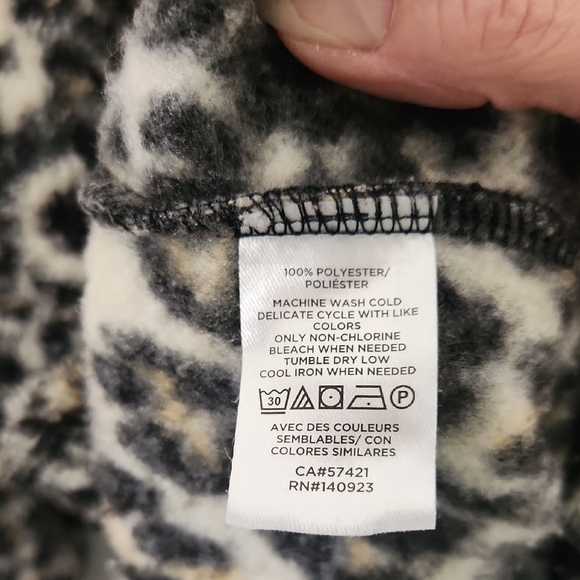 100% POLYESTER/
POLIÉSTER
MACHINE WASH COLD
DELICATE CYCLE WITH LIKE
COLORS
ONLY NON-CHLORINE
BLEACH WHEN NEEDED
TUMBLE DRY LOW
COOL IRON WHEN NEEDED
30 P
AVEC DES COULEURS
SEMBLABLES/ CON
COLORES SIMILARES
CA#57421
RN#140923